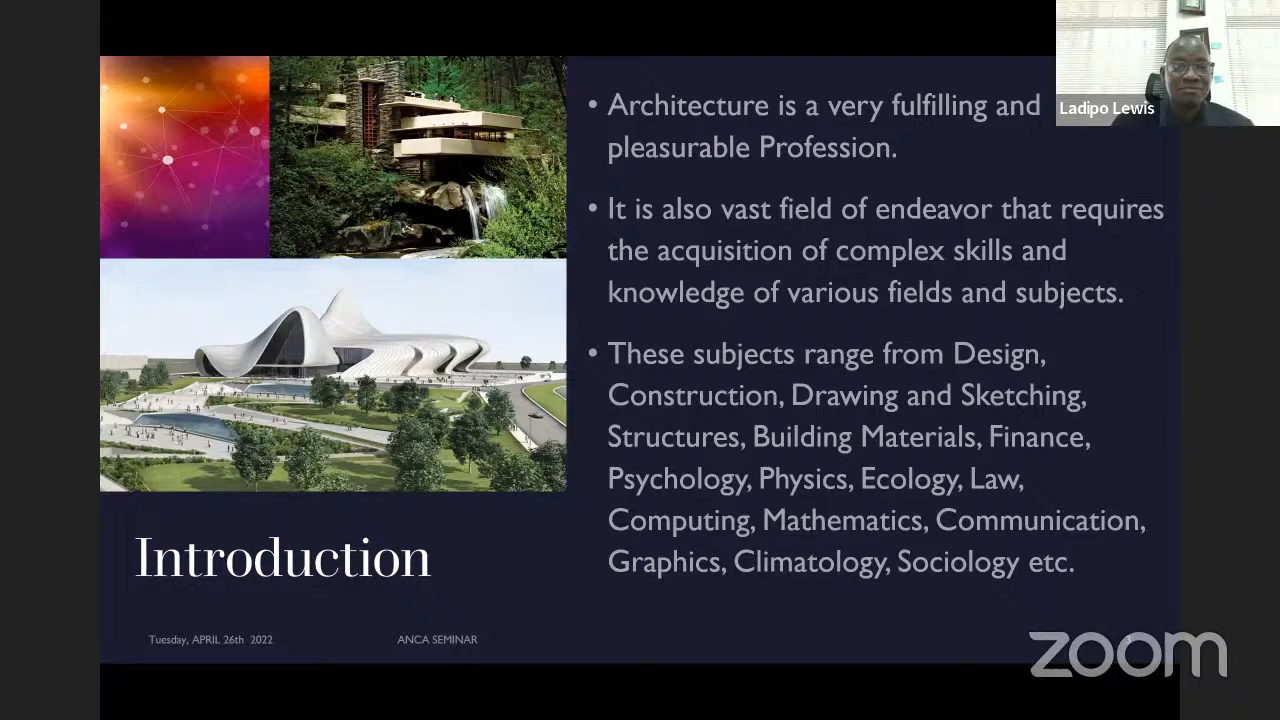 Ladipo Lewis
• Architecture is a very fulfilling and
pleasurable Profession.
• It is also vast field of endeavor that requires
the acquisition of complex skills and
knowledge of various fields and subjects.
• These subjects range from Design,
Construction, Drawing and Sketching,
Structures, Building Materials, Finance,
Psychology, Physics, Ecology, Law,
Computing, Mathematics, Communication,
Graphics, Climatology, Sociology etc.
Introduction
Tuesday, APRIL 26th 2022
ANCA SEMINAR
zoom